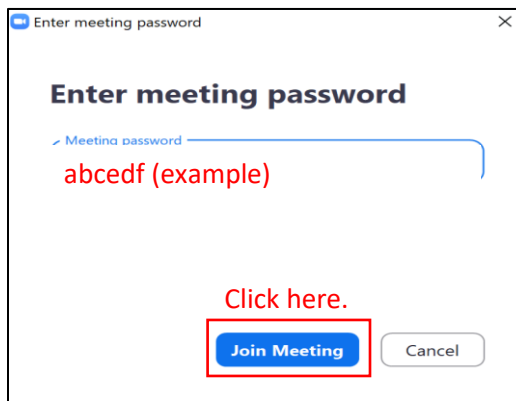 Enter meeting password
Enter meeting password
Meeting password
abcedf (example)
Click here.
Join Meeting
Cancel